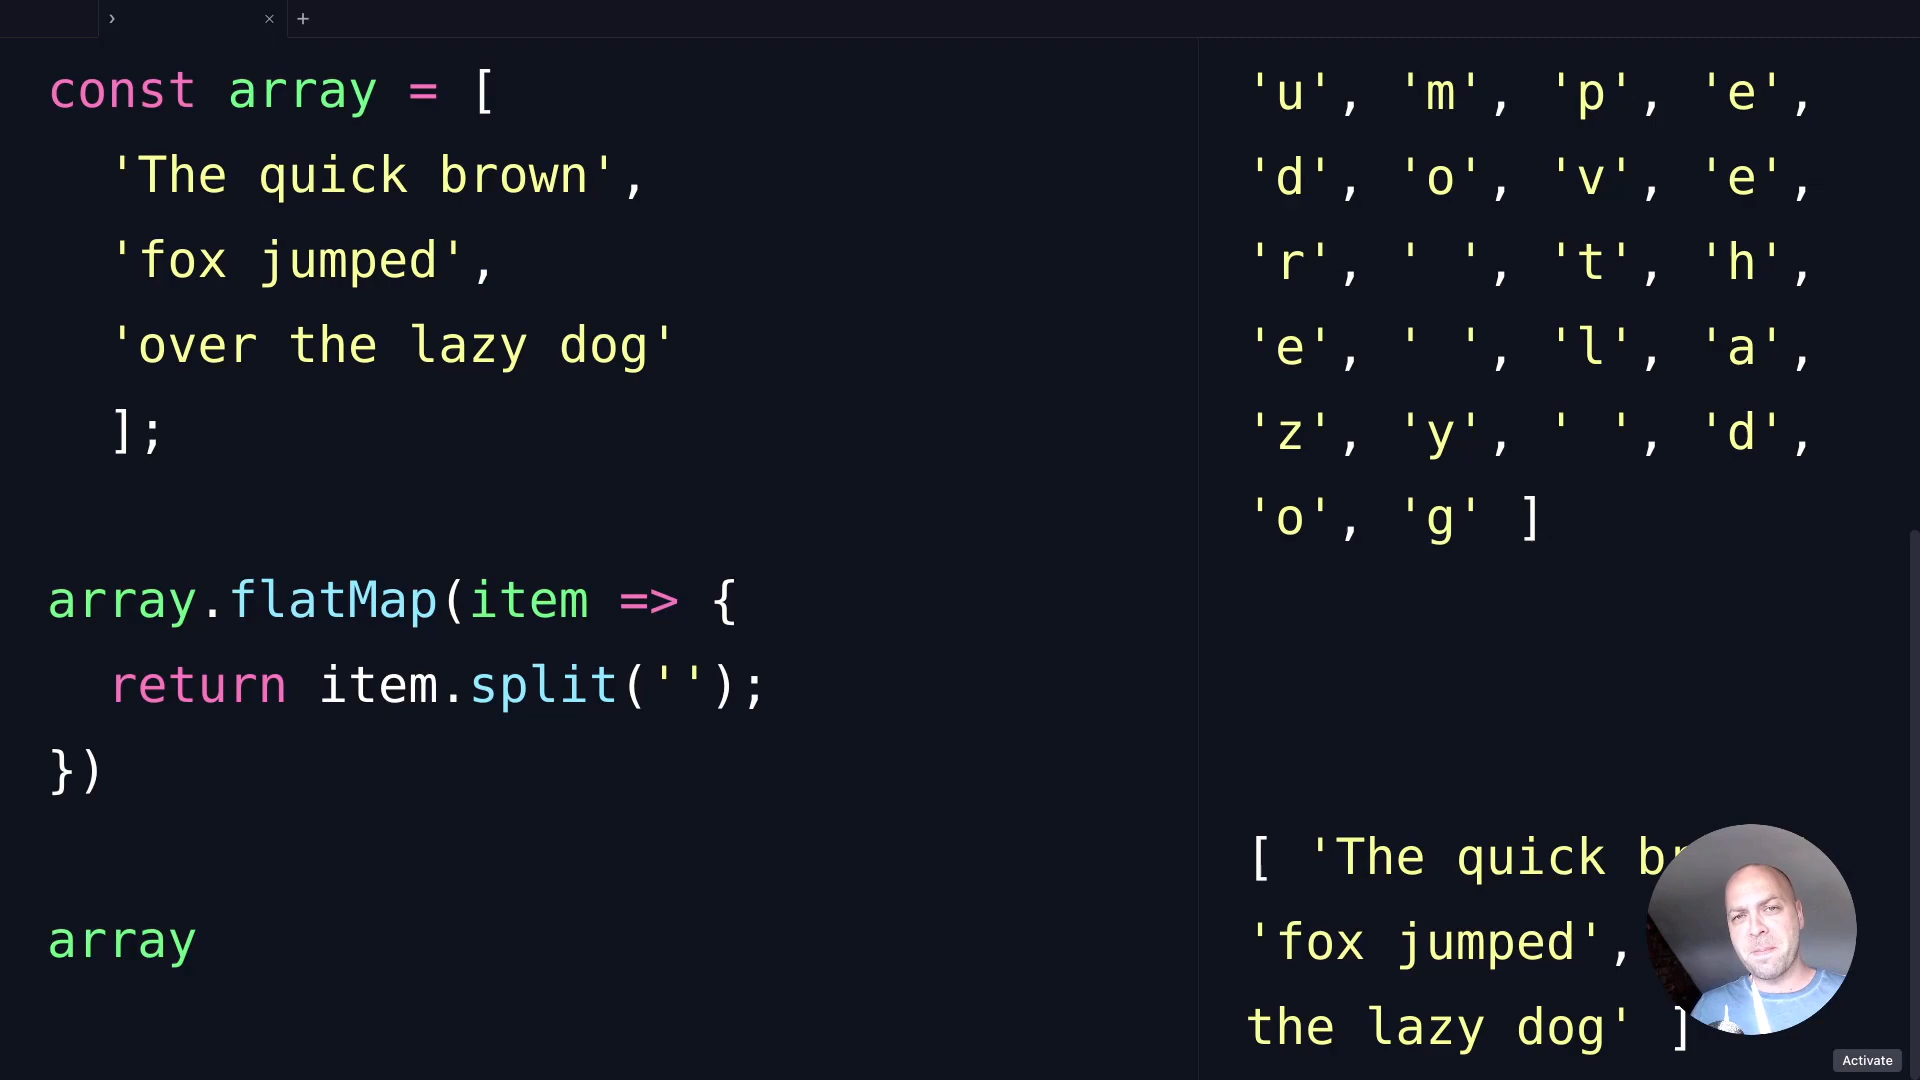 const array = [
'The quick brown',
'fox jumped',
'over the lazy dog'
];
array.flatMap(item => {
return item.split('');
})
array
'u', 'm', 'p', 'e',
'd', 'o', 'v', 'e',
'r', ' ', 't', 'h',
'e', ' ', 'l', 'a',
'z', 'y', ' ', 'd',
'o', 'g' ]
[ 'The quick
'fox jumped',
the lazy dog' ]
Activate